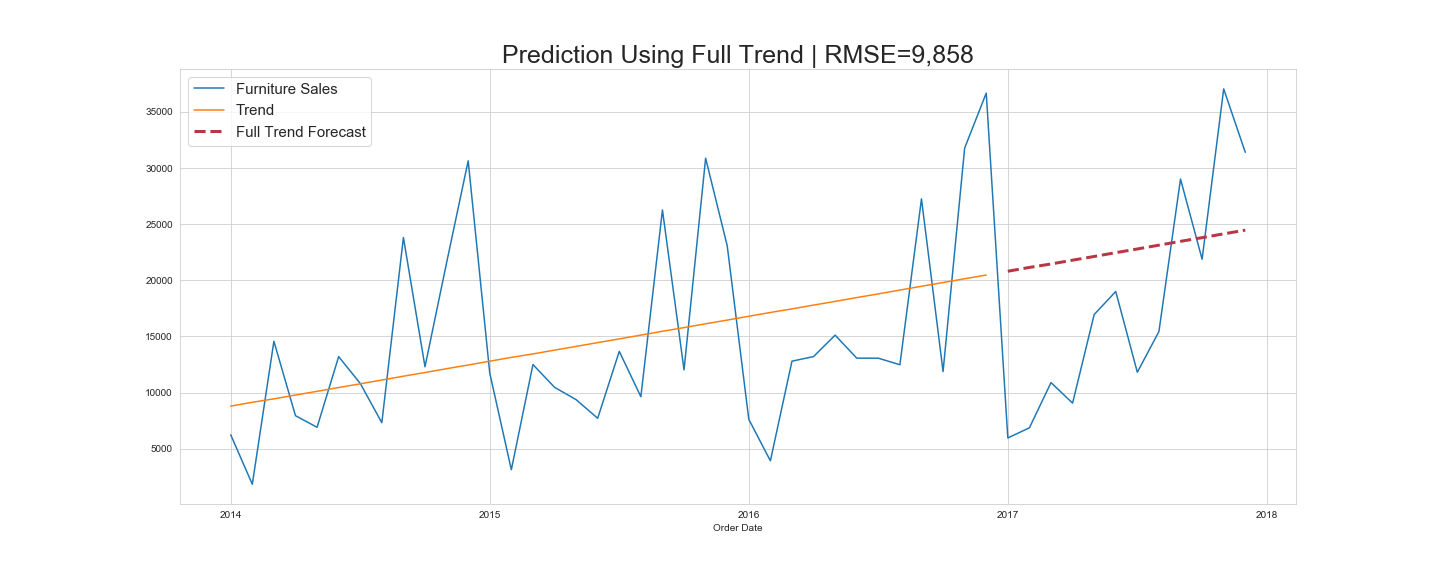 Prediction Using Full Trend | RMSE=9,858
Furniture Sales
Trend
Full Trend Forecast
35000
30000
25000
20000
15000
10000
5000
2014 2015 2016 2017 2018
Order Date